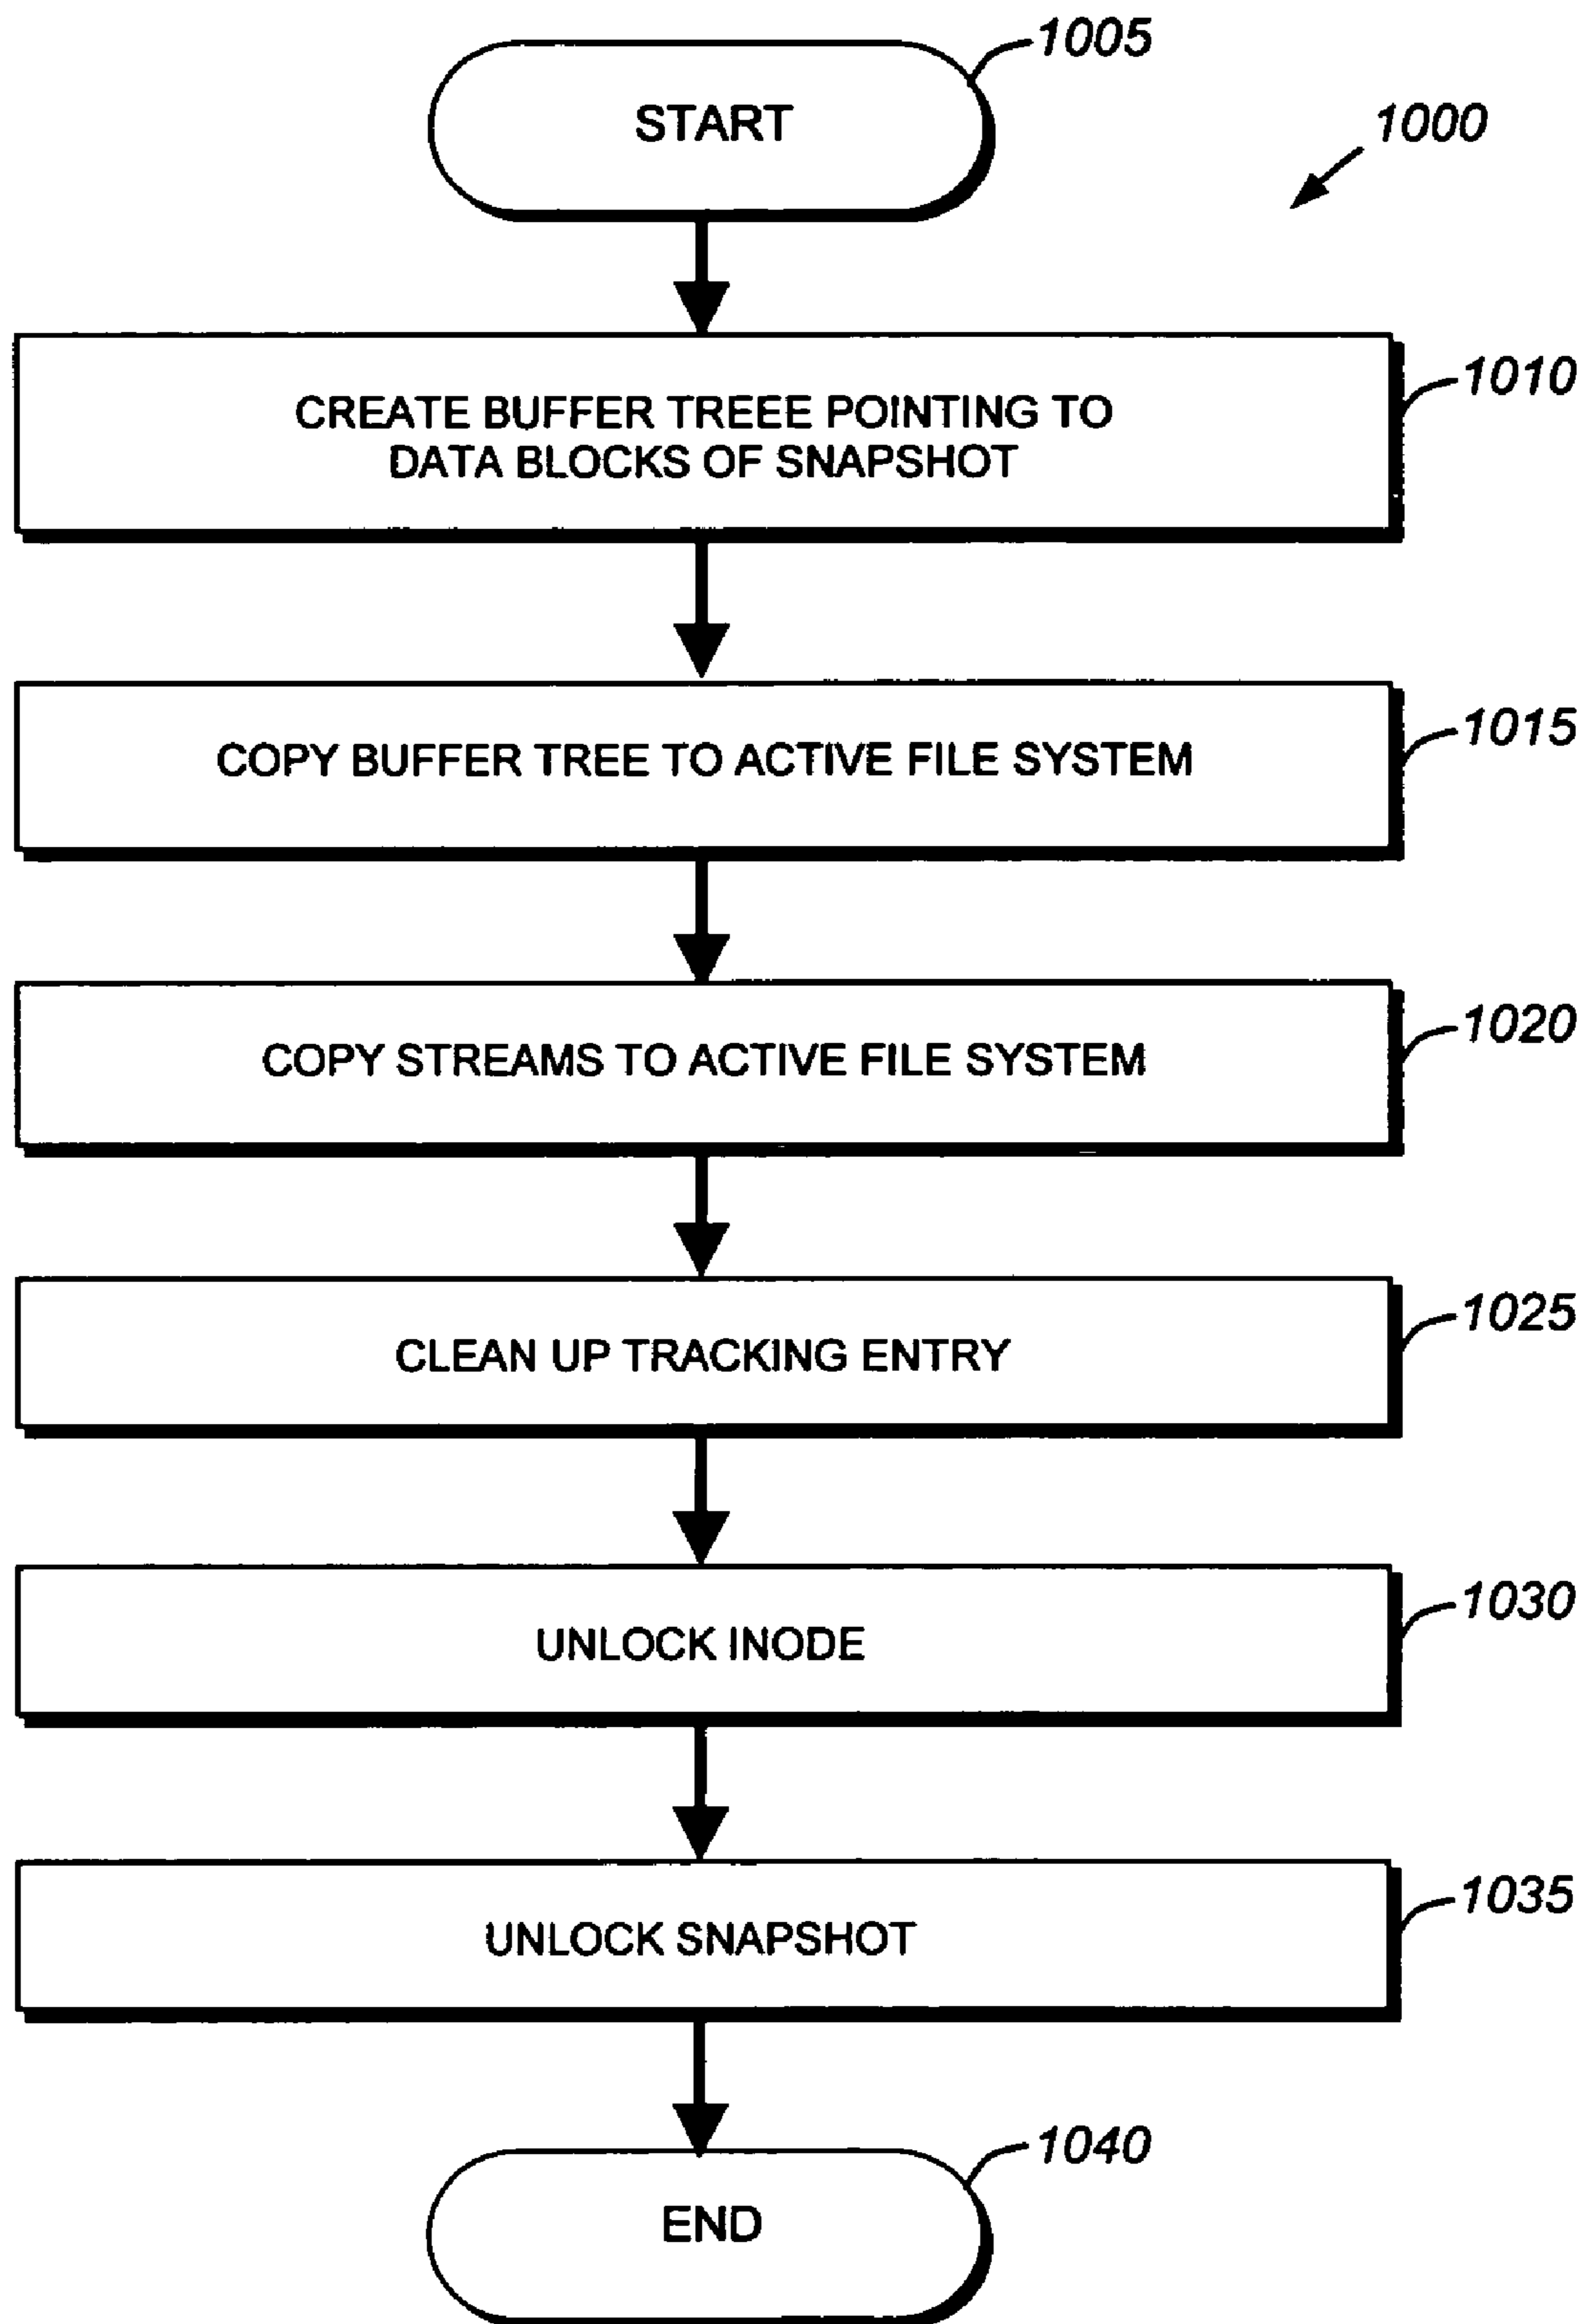 1005
START
1000
1010
CREATE BUFFER TREEE POINTING TO
DATA BLOCKS OF SNAPSHOT
1015
COPY BUFFER TREE TO ACTIVE FILE SYSTEM
1020
COPY STREAMS TO ACTIVE FILE SYSTEM
1025
CLEAN UP TRACKING ENTRY
1030
UNLOCK INODE
1035
UNLOCK SNAPSHOT
1040
END